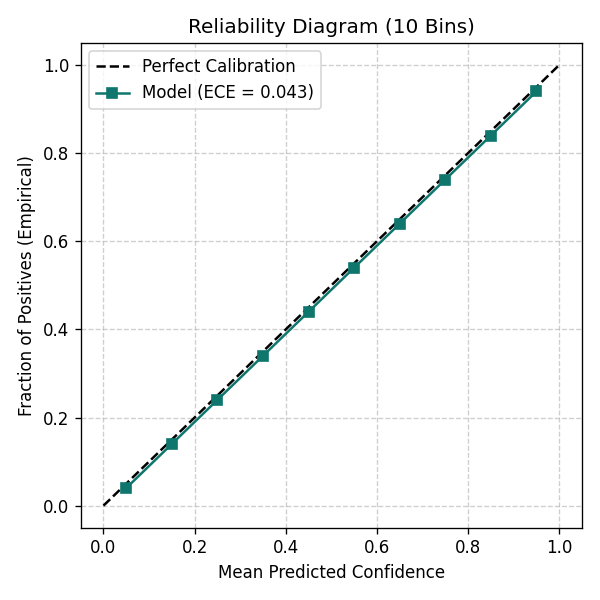 Reliability Diagram (10 Bins)
Perfect Calibration
Model (ECE = 0.043)
Fraction of Positives (Empirical)
1.0
0.8
0.6
0.4
0.2
0.0
0.0 0.2 0.4 0.6 0.8 1.0
Mean Predicted Confidence